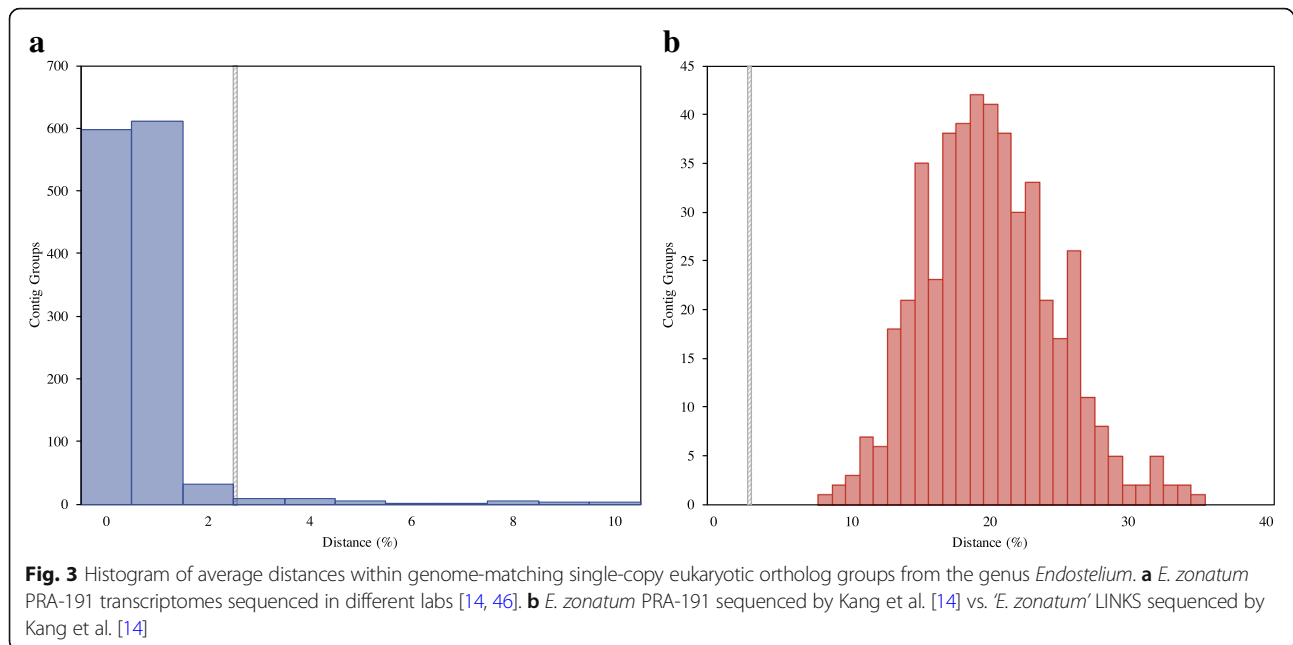 a
b
700
600
500
400
300
200
100
0
Contig Groups
0 2 4 6 8 10
Distance (%)
45
40
35
30
25
20
15
10
5
0
Contig Groups
0 10 20 30 40
Distance (%)
Fig. 3 Histogram of average distances within genome-matching single-copy eukaryotic ortholog groups from the genus Endostelium. a E. zonatum
PRA-191 transcriptomes sequenced in different labs [14, 46]. b E. zonatum PRA-191 sequenced by Kang et al. [14] vs. ‘E. zonatum’ LINKS sequenced by
Kang et al. [14]